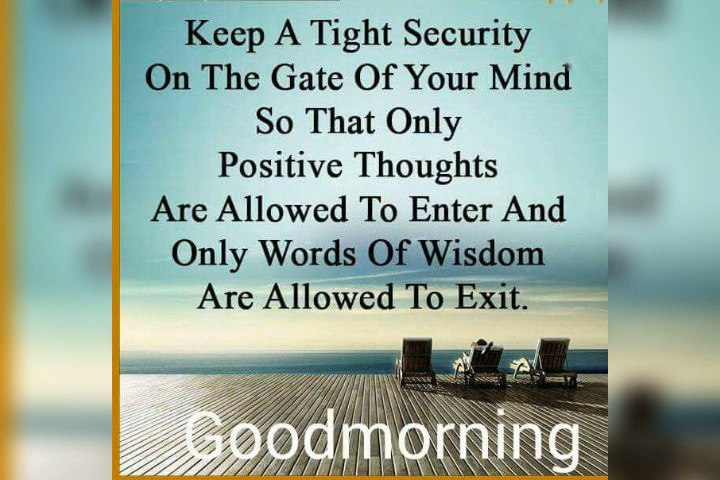 Keep A Tight Security
On The Gate Of Your Mind
So That Only
Positive Thoughts
Are Allowed To Enter And
Only Words Of Wisdom
Are Allowed To Exit.
Goodmorning